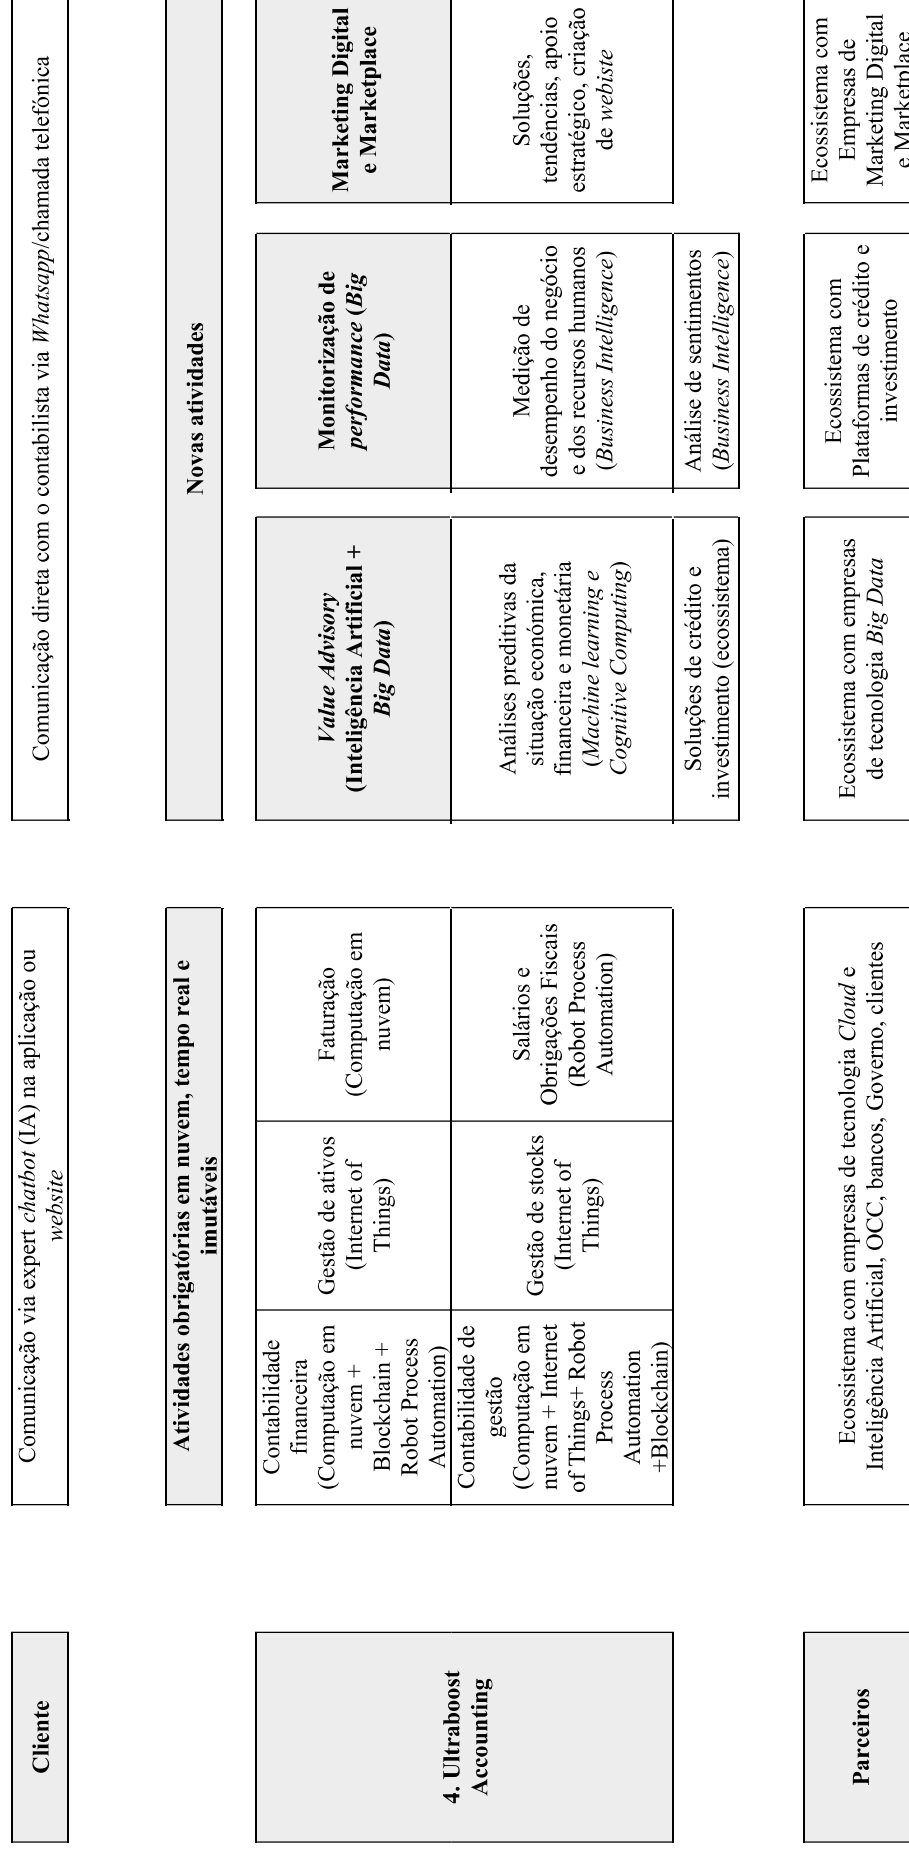 Cliente
Comunicação via expert chatbot (IA) na aplicação ou
website
Comunicação direta com o contabilista via Whatsapp/chamada telefónica
Atividades obrigatórias em nuvem, tempo real e
imutáveis
Novas atividades
4. Ultraboost
Accounting
Contabilidade
financeira
(Computação em
nuvem +
Blockchain +
Robot Process
Automation)
Gestão de ativos
(Internet of
Things)
Faturação
(Computação em
nuvem)
Contabilidade de
gestão
(Computação em
nuvem + Internet
of Things+ Robot
Process
Automation
+Blockchain)
Gestão de stocks
(Internet of
Things)
Salários e
Obrigações Fiscais
(Robot Process
Automation)
Value Advisory
(Inteligência Artificial +
Big Data)
Análises preditivas da
situação económica,
financeira e monetária
(Machine learning e
Cognitive Computing)
Soluções de crédito e
investimento (ecossistema)
Monitorização de
performance (Big
Data)
Medição de
desempenho do negócio
e dos recursos humanos
(Business Intelligence)
Análise de sentimentos
(Business Intelligence)
Marketing Digital
e Marketplace
Soluções,
tendências, apoio
estratégico, criação
de webiste
Parceiros
Ecossistema com empresas de tecnologia Cloud e
Inteligência Artificial, OCC, bancos, Governo, clientes
Ecossistema com empresas
de tecnologia Big Data
Ecossistema com
Plataformas de crédito e
investimento
Ecossistema com
Empresas de
Marketing Digital
e Marketplace